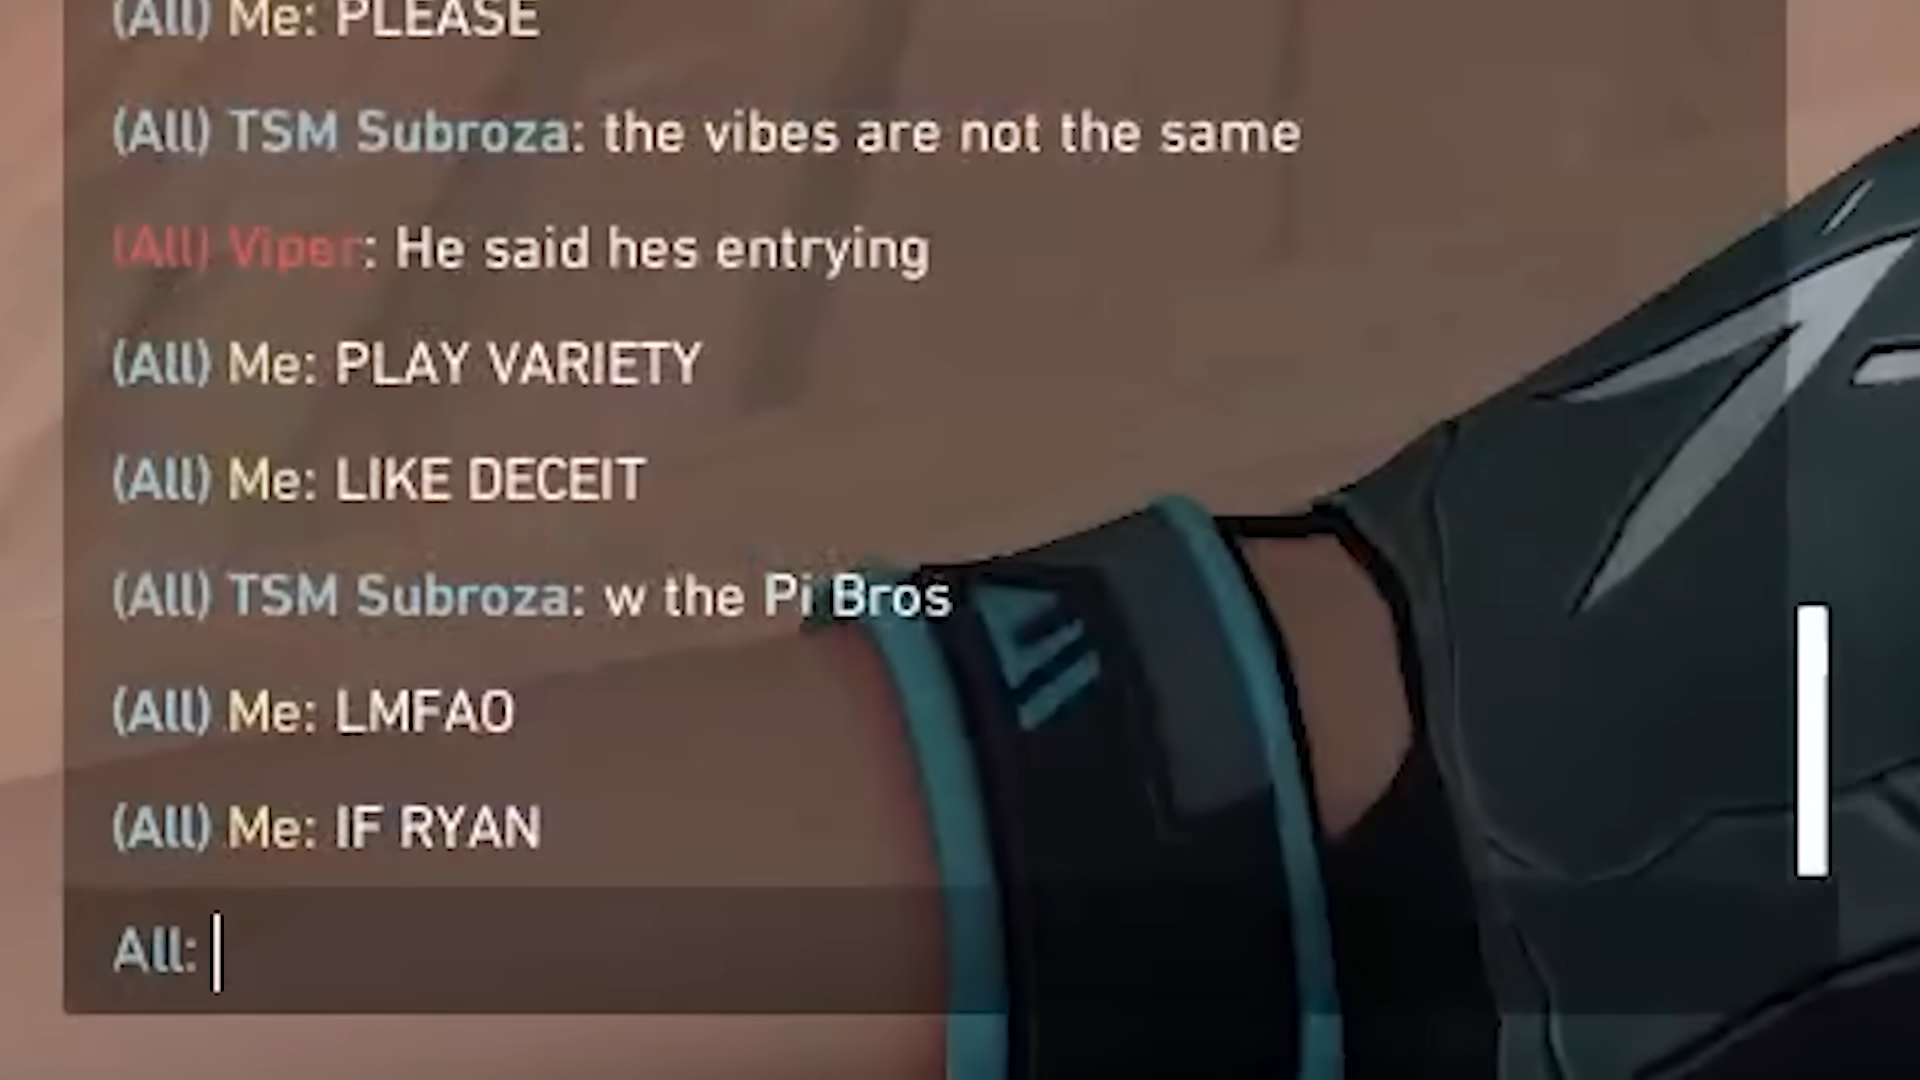 (All) Me: PLEASE
(All) TSM Subroza: the vibes are not the same
(All) Viper: He said hes entrying
(All) Me: PLAY VARIETY
(All) Me: LIKE DECEIT
(All) TSM Subroza: w the Pi Bros
(All) Me: LMFAO
(All) Me: IF RYAN
All: